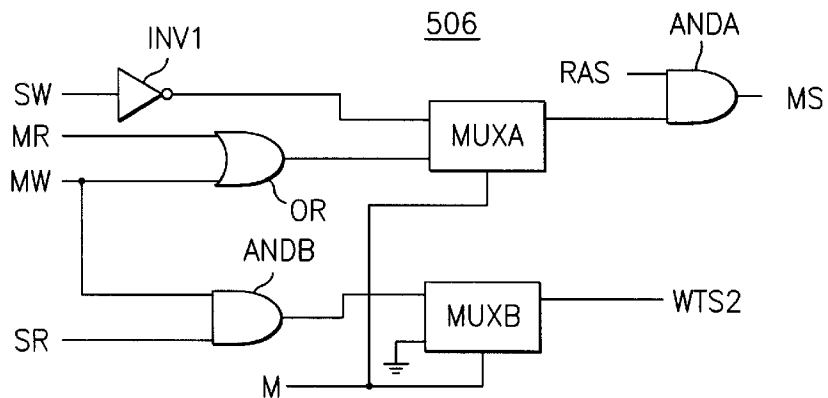 506
INV1
ANDA
RAS
SW
MS
MR
MUXA
MW
OR
ANDB
WTS2
MUXB
SR
M